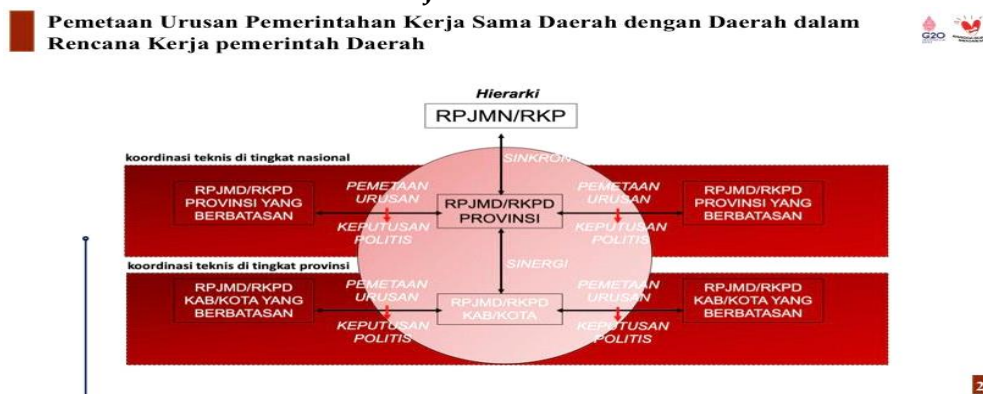 Pemetaan Urusan Pemerintahan Kerja Sama Daerah dengan Daerah dalam
Rencana Kerja pemerintah Daerah
G20
Hierarki
RPJMN/RKP
SINKRON
koordinasi teknis di tingkat nasional
RPJMD/RKPD
PROVINSI YANG
BERBATASAN
PEMETAAN
URUSAN
KEPUTUSAN
POLITIS
RPJMD/RKPD
PROVINSI
PEMETAAN
URUSAN
KEPUTUSAN
POLITIS
RPJMD/RKPD
PROVINSI YANG
BERBATASAN
SINERGI
koordinasi teknis di tingkat provinsi
RPJMD/RKPD
KAB/KOTA YANG
BERBATASAN
PEMETAAN
URUSAN
KEPUTUSAN
POLITIS
RPJMD/RKPD
KAB/KOTA
PEMETAAN
URUSAN
KEPUTUSAN
POLITIS
RPJMD/RKPD
KAB/KOTA YANG
BERBATASAN
2